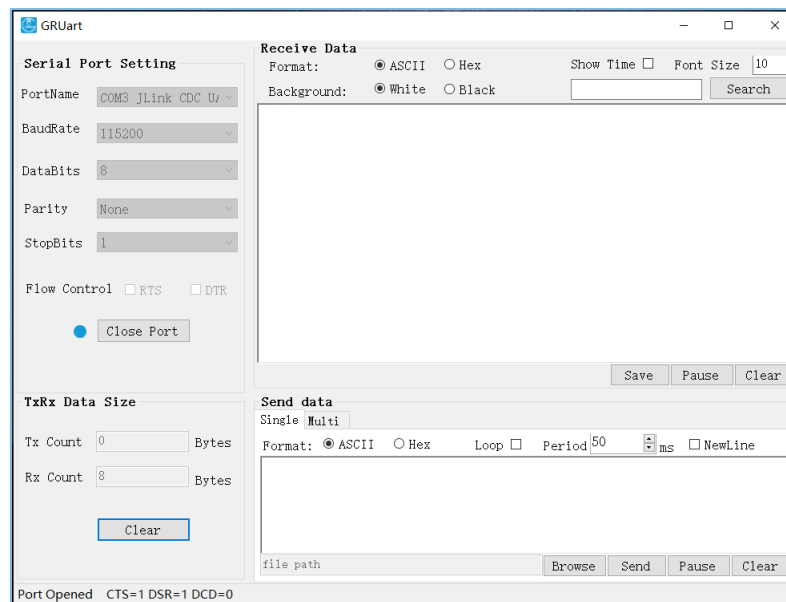 GRUart
Serial Port Setting
PortName COM3 JLink CDC UA
BaudRate 115200
DataBits 8
Parity None
StopBits 1
Flow Control RTS DTR
Close Port
TxRx Data Size
Tx Count 0 Bytes
Rx Count 8 Bytes
Clear
Receive Data
Format: ASCII Hex Show Time Font Size 10
Background: White Black Search
Save Pause Clear
Send data
Single Multi
Format: ASCII Hex Loop Period 50 ms NewLine
file path Browse Send Pause Clear
Port Opened CTS=1 DSR=1 DCD=0